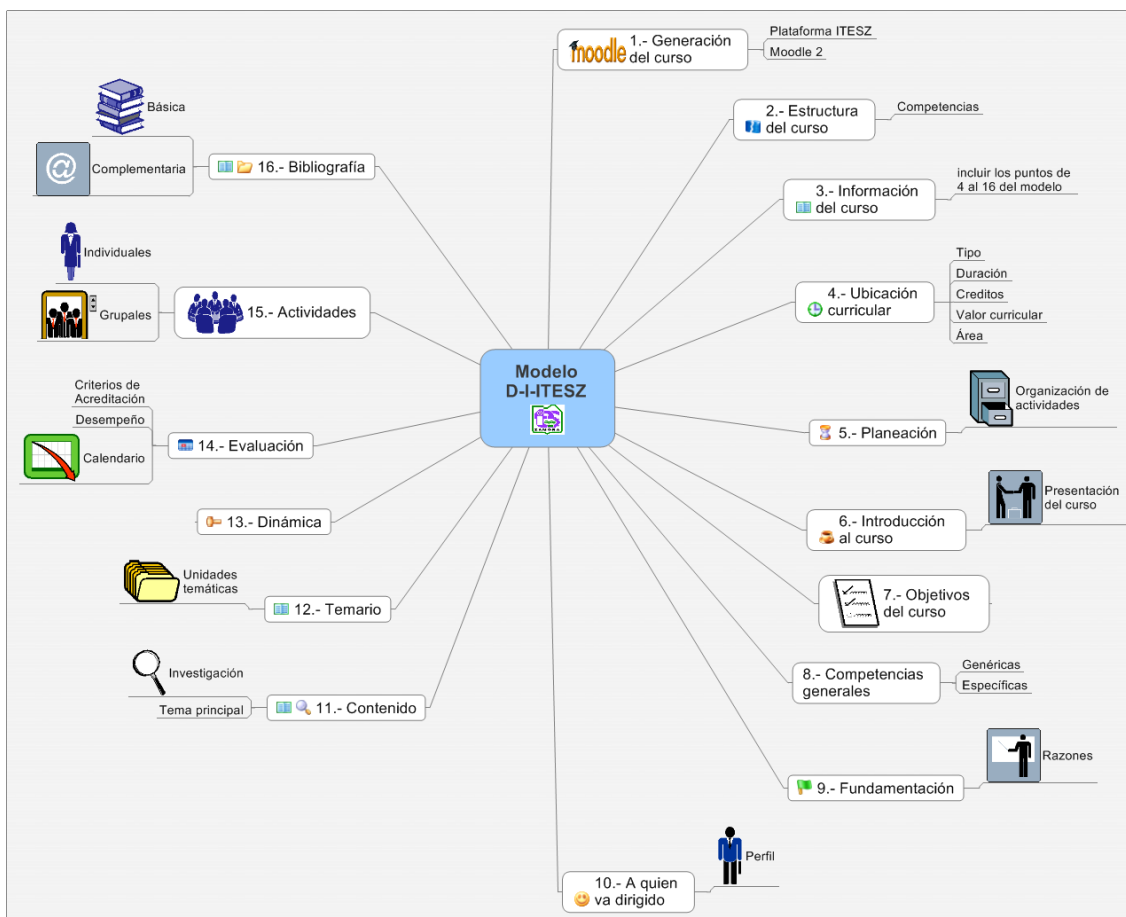 Modelo
D-I-ITESZ
moodle
1.- Generación
del curso
Plataforma ITESZ
Moodle 2
2.- Estructura
del curso
Competencias
3.- Información
del curso
incluir los puntos de
4 al 16 del modelo
4.- Ubicación
curricular
Tipo
Duración
Creditos
Valor curricular
Área
5.- Planeación
Organización de
actividades
6.- Introducción
al curso
Presentación
del curso
7.- Objetivos
del curso
8.- Competencias
generales
Genéricas
Específicas
9.- Fundamentación
Razones
10.- A quien
va dirigido
Perfil
11.- Contenido
Investigación
Tema principal
12.- Temario
Unidades
temáticas
13.- Dinámica
14.- Evaluación
Criterios de
Acreditación
Desempeño
Calendario
15.- Actividades
Individuales
Grupales
16.- Bibliografía
Básica
@
Complementaria